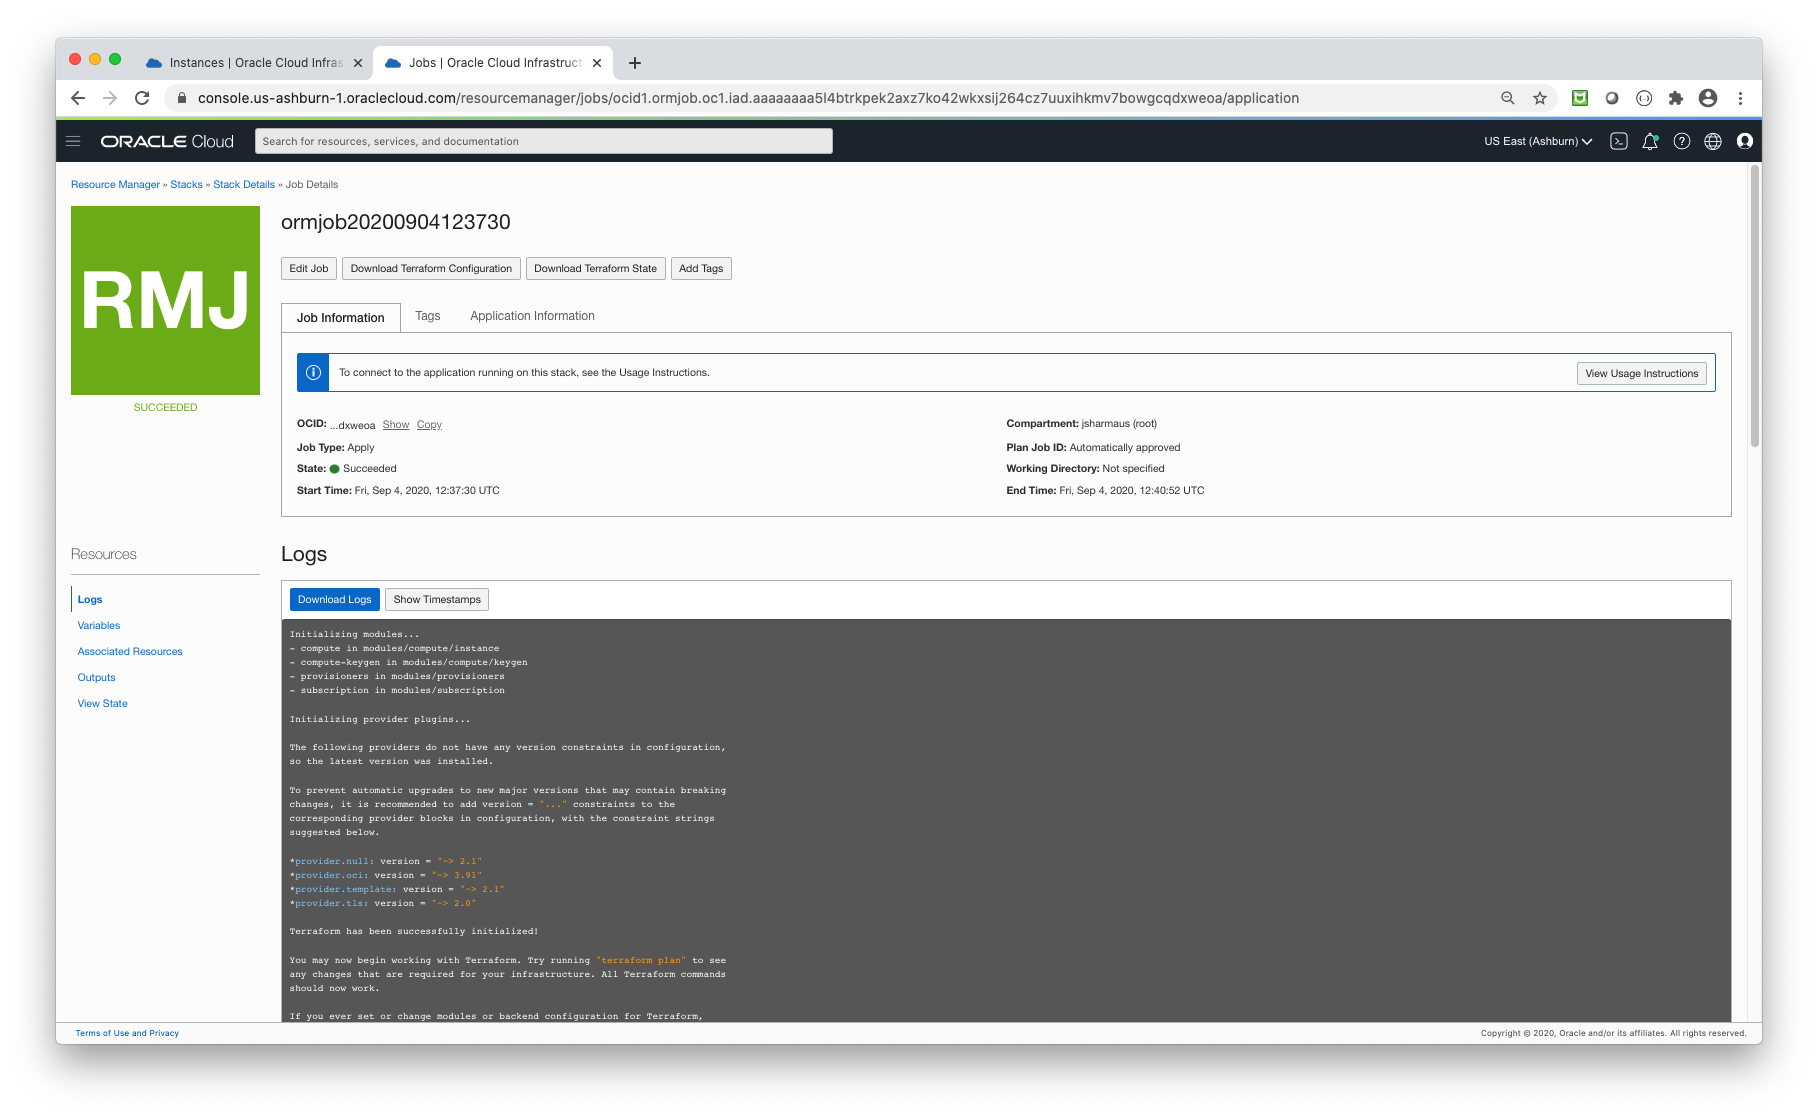 Instances | Oracle Cloud Infras
Jobs | Oracle Cloud Infrastruct
console.us-ashburn-1.oraclecloud.com/resourcemanager/jobs/ocid1.ormjob.oc1.iad.aaaaaaaa5l4btrkpek2axz7ko42wkxsij264cz7uuxihkmv7bowgcqdxweoa/application
ORACLE Cloud
Search for resources, services, and documentation
US East (Ashburn)
Resource Manager » Stacks » Stack Details » Job Details
RMJ
SUCCEEDED
ormjob20200904123730
Edit Job
Download Terraform Configuration
Download Terraform State
Add Tags
Job Information
Tags
Application Information
To connect to the application running on this stack, see the Usage Instructions.
View Usage Instructions
OCID: ...dxweoa Show Copy
Job Type: Apply
State: Succeeded
Start Time: Fri, Sep 4, 2020, 12:37:30 UTC
Compartment: jsharmaus (root)
Plan Job ID: Automatically approved
Working Directory: Not specified
End Time: Fri, Sep 4, 2020, 12:40:52 UTC
Resources
Logs
Variables
Associated Resources
Outputs
View State
Logs
Download Logs
Show Timestamps
Initializing modules...
- compute in modules/compute/instance
- compute-keygen in modules/compute/keygen
- provisioners in modules/provisioners
- subscription in modules/subscription
Initializing provider plugins...
The following providers do not have any version constraints in configuration,
so the latest version was installed.
To prevent automatic upgrades to new major versions that may contain breaking
changes, it is recommended to add version = "..." constraints to the
corresponding provider blocks in configuration, with the constraint strings
suggested below.
*provider.null: version = "~> 2.1"
*provider.oci: version = "~> 3.91"
*provider.template: version = "~> 2.1"
*provider.tls: version = "~> 2.0"
Terraform has been successfully initialized!
You may now begin working with Terraform. Try running "terraform plan" to see
any changes that are required for your infrastructure. All Terraform commands
should now work.
If you ever set or change modules or backend configuration for Terraform,
Terms of Use and Privacy
Copyright © 2020, Oracle and/or its affiliates. All rights reserved.